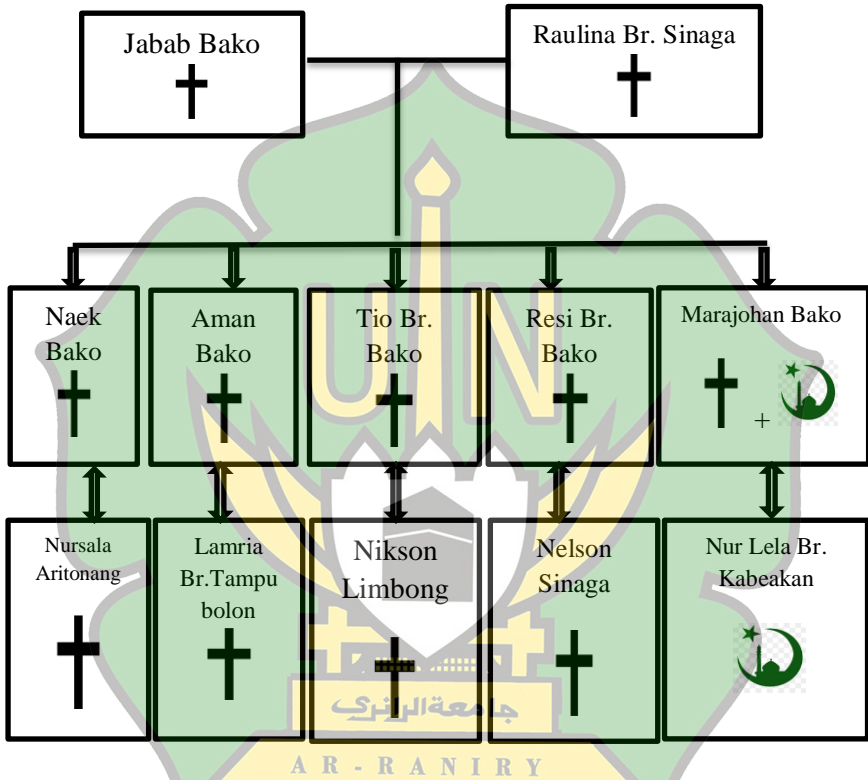 Jabab Bako
Raulina Br. Sinaga
Naek
Bako
Aman
Bako
Tio Br.
Bako
Resi Br.
Bako
Marajohan Bako
+
Nursala
Aritonang
Lamria
Br.Tampu
bolon
Nikson
Limbong
Nelson
Sinaga
Nur Lela Br.
Kabeakan
UIN
جامعة الرانري
AR-RANIRY